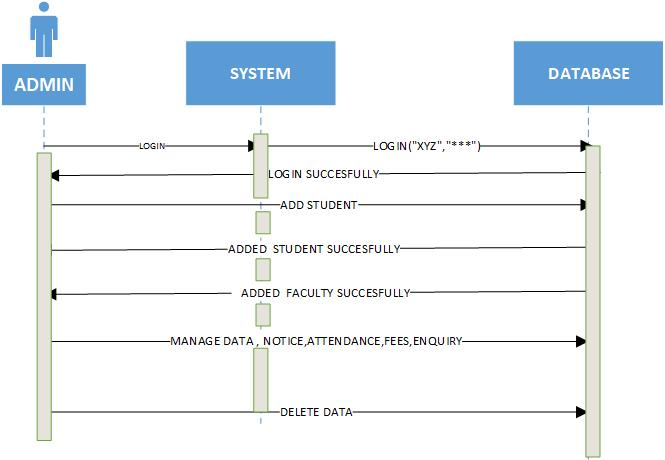 ADMIN
SYSTEM
DATABASE
LOGIN
LOGIN("XYZ","***")
LOGIN SUCCESFULLY
ADD STUDENT
ADDED STUDENT SUCCESFULLY
ADDED FACULTY SUCCESFULLY
MANAGE DATA , NOTICE,ATTENDANCE,FEES,ENQUIRY
DELETE DATA